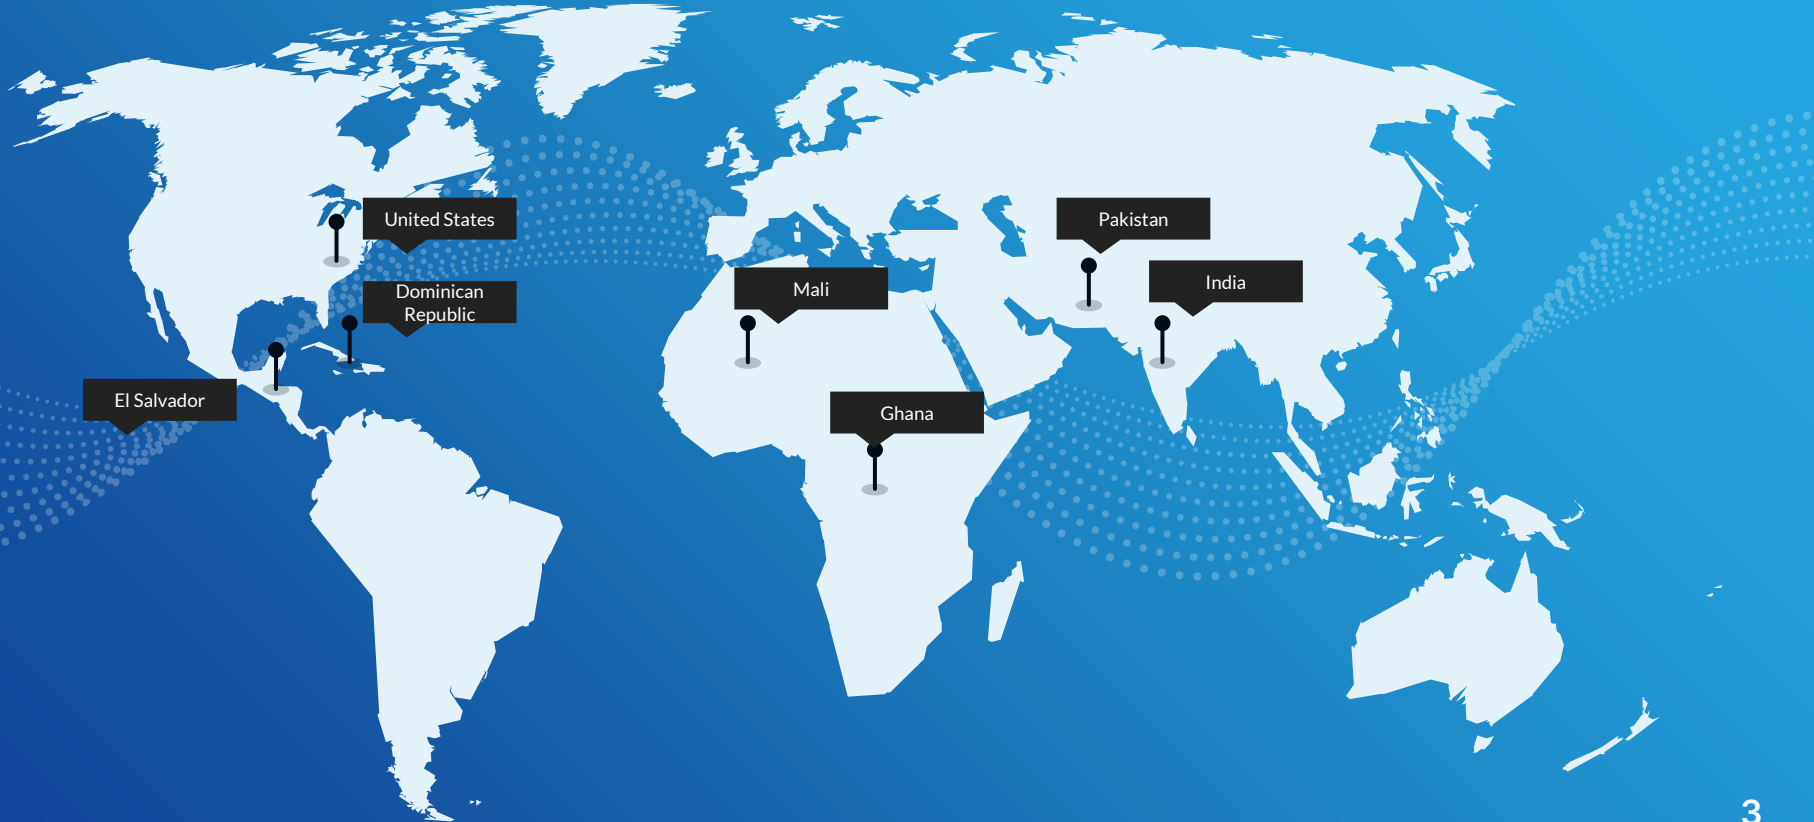 United States
Pakistan
India
Mali
Dominican
Republic
El Salvador
Ghana
3